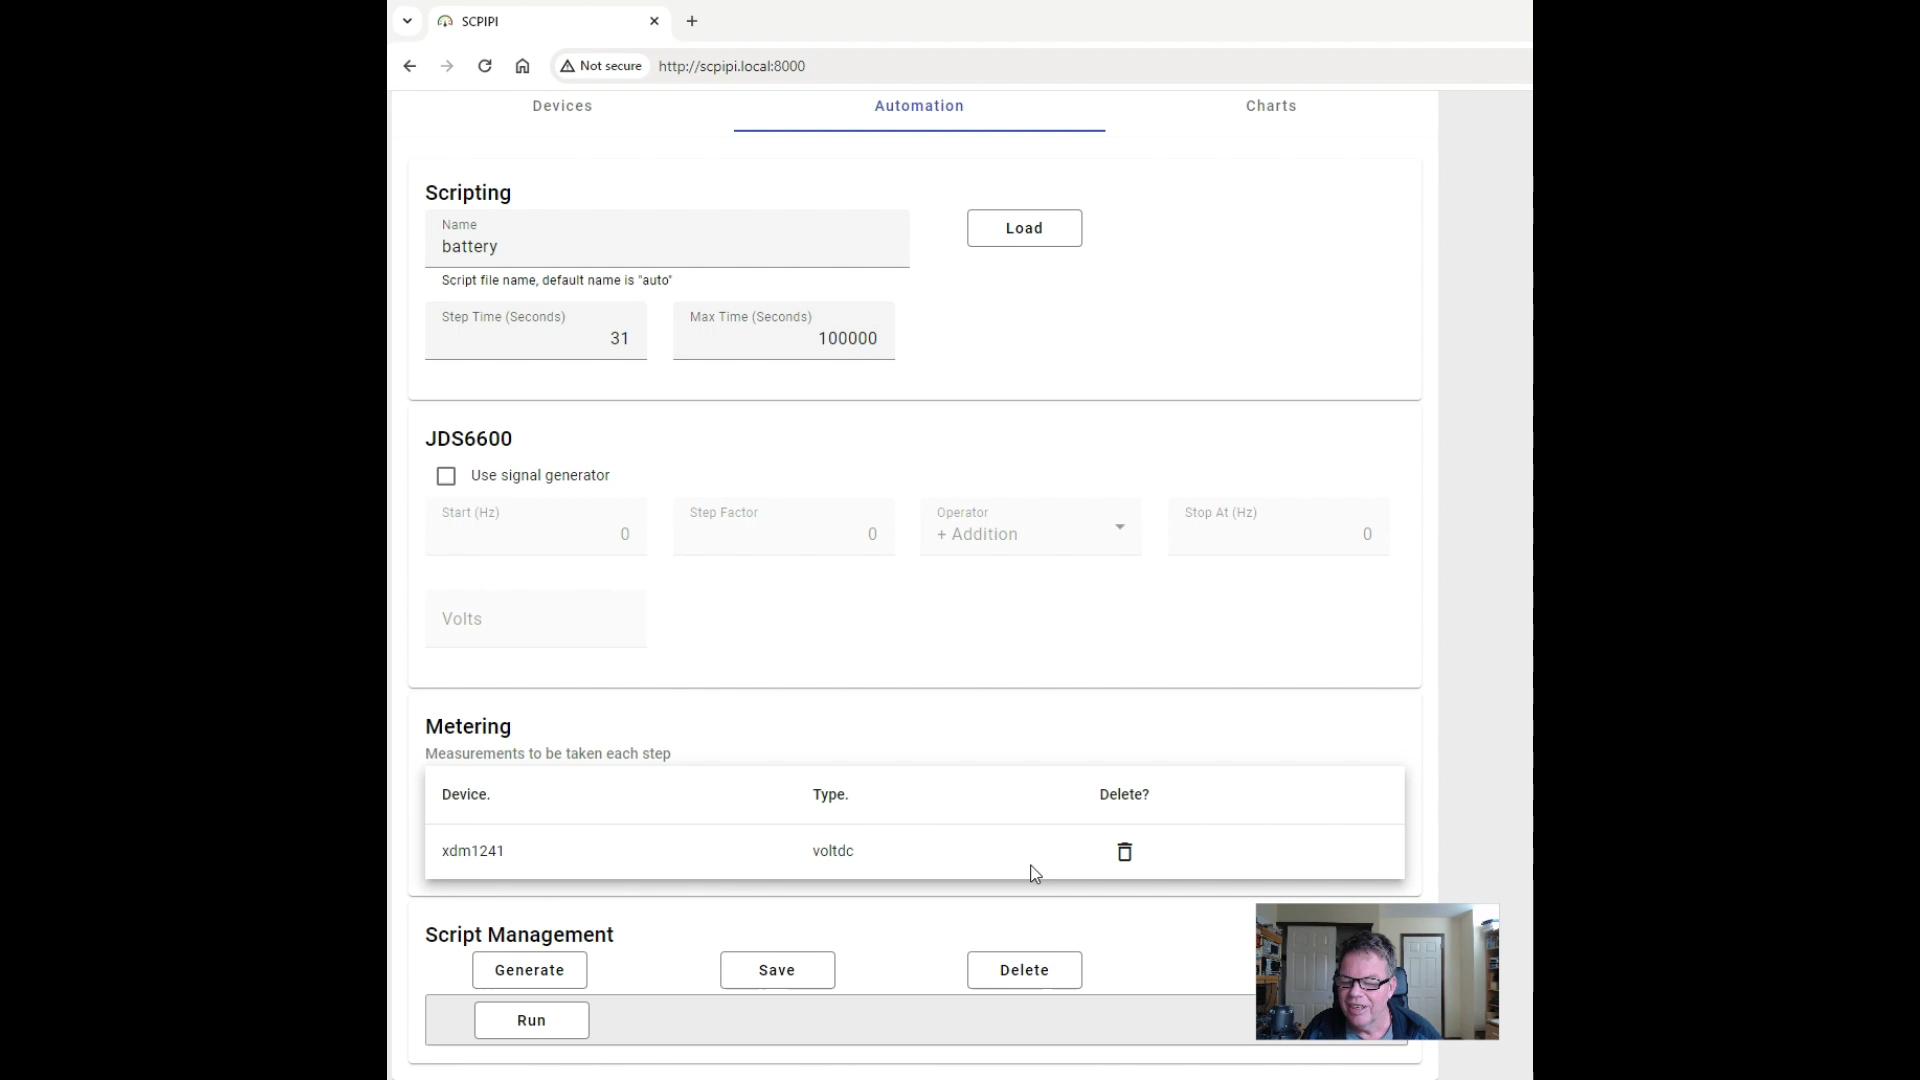 SCPIPI
Not secure http://scpipi.local:8000
Devices Automation Charts
Scripting
Name
battery
Load
Script file name, default name is "auto"
Step Time (Seconds) Max Time (Seconds)
31 100000
JDS6600
Use signal generator
Start (Hz) Step Factor Operator Stop At (Hz)
0 0 + Addition 0
Volts
Metering
Measurements to be taken each step
Device. Type. Delete?
xdm1241 voltdc
Script Management
Generate Save Delete
Run